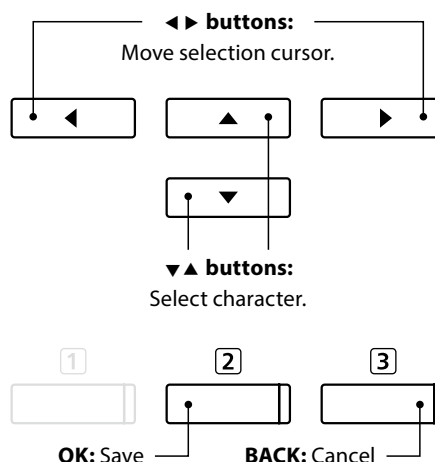 ◀ ▶ buttons:
Move selection cursor.
◀ ▲ ▶
▼
▼▲ buttons:
Select character.
1 2 3
OK: Save BACK: Cancel